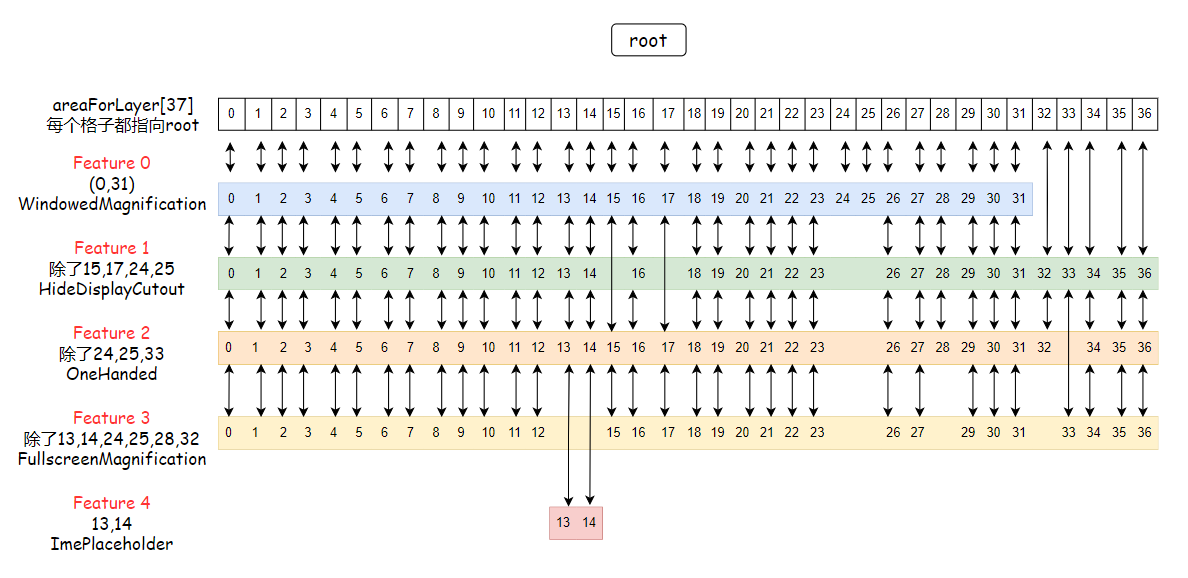 root
areaForLayer[37]
每个格子都指向root
0 1 2 3 4 5 6 7 8 9 10 11 12 13 14 15 16 17 18 19 20 21 22 23 24 25 26 27 28 29 30 31 32 33 34 35 36
Feature 0
(0,31)
WindowedMagnification
0 1 2 3 4 5 6 7 8 9 10 11 12 13 14 15 16 17 18 19 20 21 22 23 24 25 26 27 28 29 30 31
Feature 1
除了15,17,24,25
HideDisplayCutout
0 1 2 3 4 5 6 7 8 9 10 11 12 13 14 16 18 19 20 21 22 23 26 27 28 29 30 31 32 33 34 35 36
Feature 2
除了24,25,33
OneHanded
0 1 2 3 4 5 6 7 8 9 10 11 12 13 14 15 16 17 18 19 20 21 22 23 26 27 28 29 30 31 32 34 35 36
Feature 3
除了13,14,24,25,28,32
FullscreenMagnification
0 1 2 3 4 5 6 7 8 9 10 11 12 15 16 17 18 19 20 21 22 23 26 27 29 30 31 33 34 35 36
Feature 4
13,14
ImePlaceholder
13 14